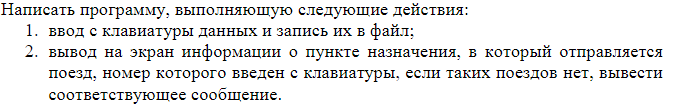 Написать программу, выполняющую следующие действия:
1. ввод с клавиатуры данных и запись их в файл;
2. вывод на экран информации о пункте назначения, в который отправляется
поезд, номер которого введен с клавиатуры, если таких поездов нет, вывести
соответствующее сообщение.